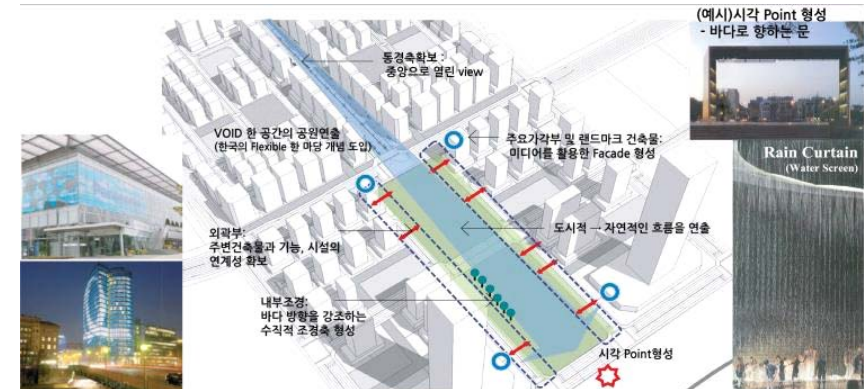 (예시)시각 Point 형성
- 바다로 향하는 문
통경축확보 :
중앙으로 열린 view
VOID 한 공간의 공원연출
(한국의 Flexible 한 마당 개념 도입)
주요가각부 및 랜드마크 건축물:
미디어를 활용한 Facade 형성
Rain Curtain
(Water Screen)
외곽부:
주변건축물과 기능, 시설의
연계성 확보
도시적 → 자연적인 흐름을 연출
내부조경:
바다 방향을 강조하는
수직적 조경축 형성
시각 Point형성